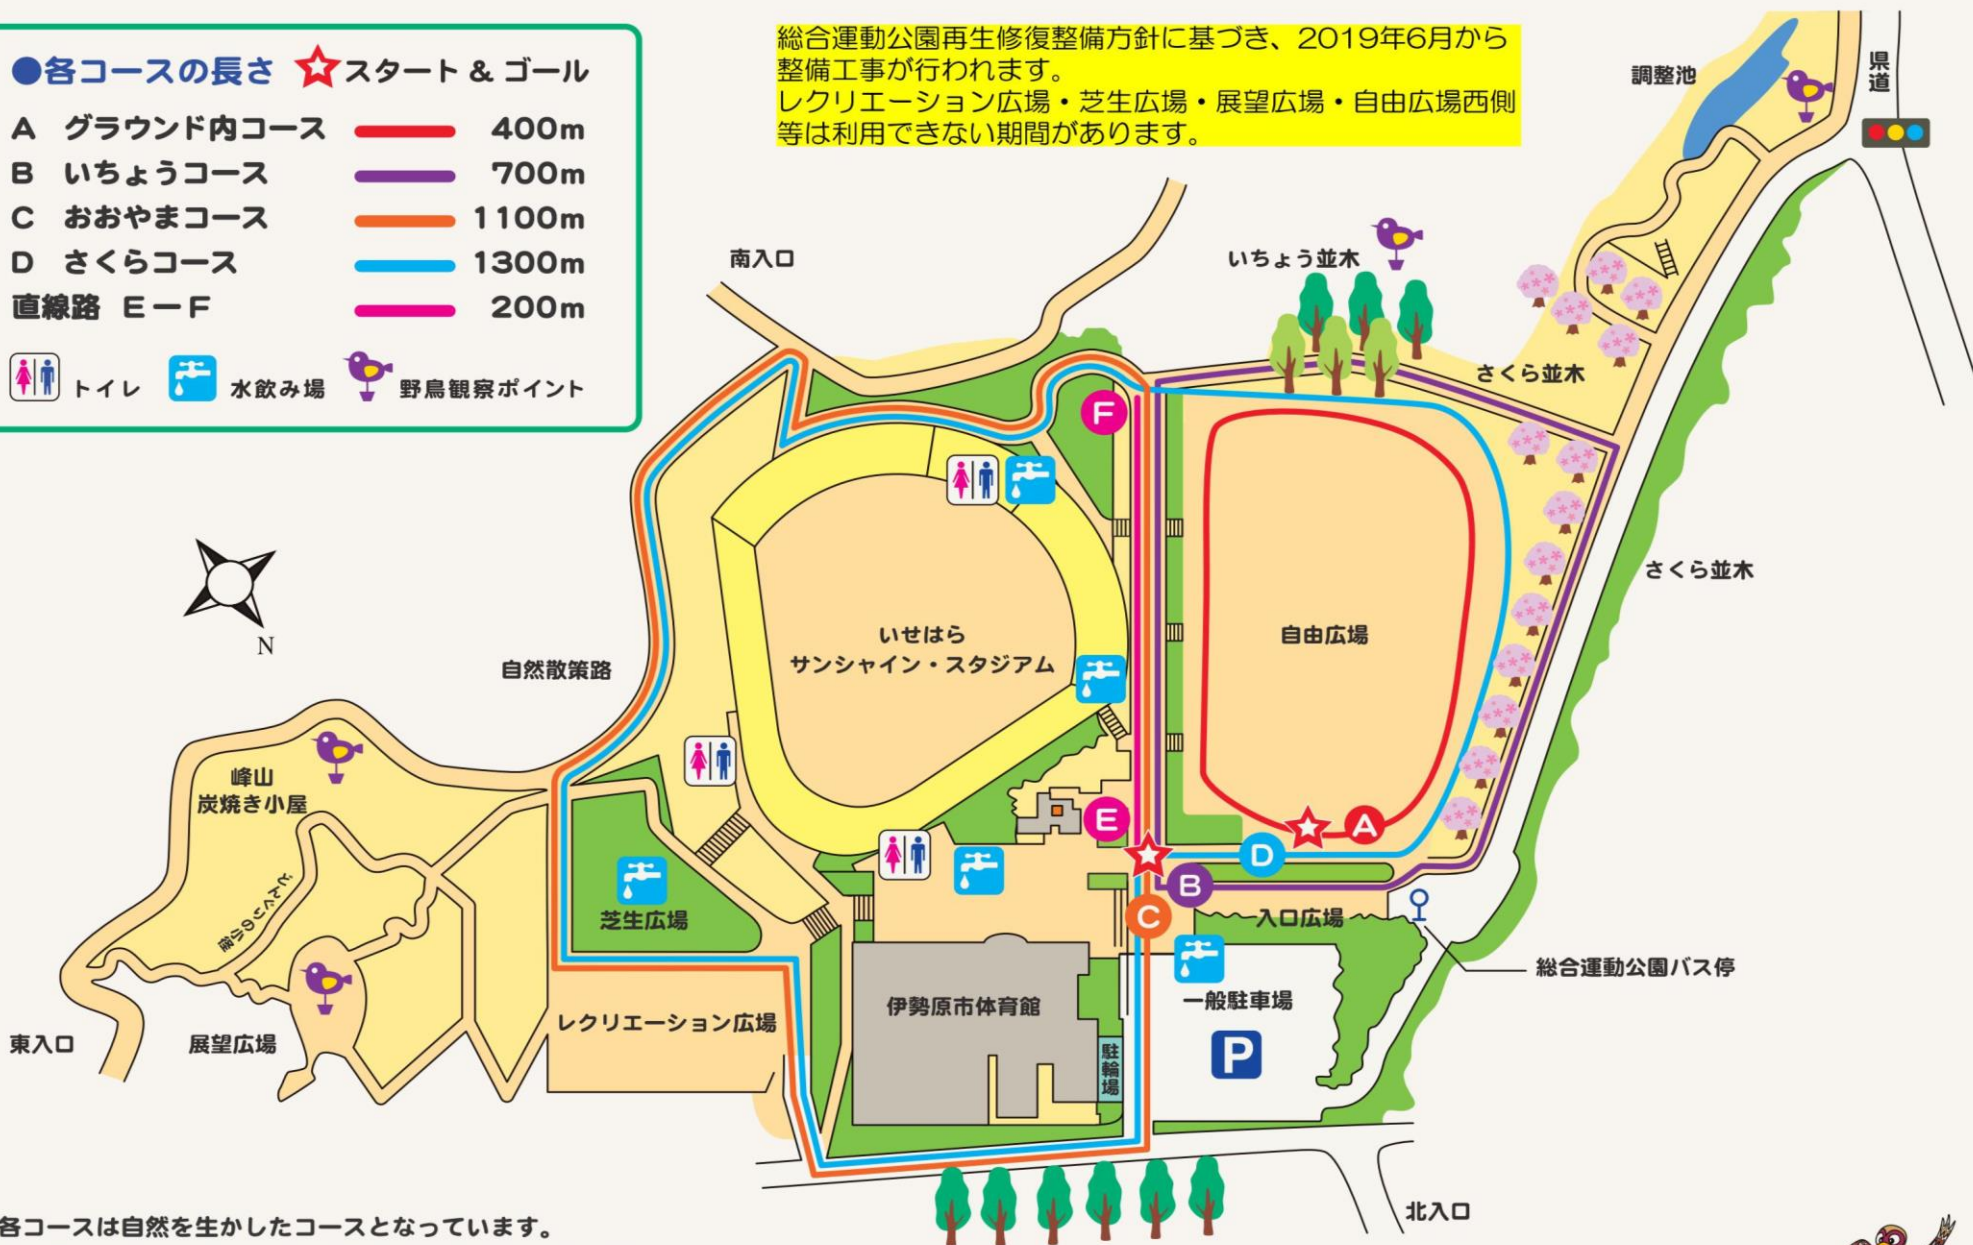 ●各コースの長さ ☆スタート & ゴール
A グラウンド内コース 400m
B いちょうコース 700m
C おおやまコース 1100m
D さくらコース 1300m
直線路 E－F 200m
トイレ 水飲み場 野鳥観察ポイント
総合運動公園再生修復整備方針に基づき、2019年6月から
整備工事が行われます。
レクリエーション広場・芝生広場・展望広場・自由広場西側
等は利用できない期間があります。
調整池
県道
南入口
いちょう並木
さくら並木
F
さくら並木
いせはら
サンシャイン・スタジアム
自由広場
N
自然散策路
峰山
炭焼き小屋
E
A
D
B
C
どんぐりの小径
芝生広場
入口広場
総合運動公園バス停
伊勢原市体育館
一般駐車場
P
駐輪場
レクリエーション広場
東入口
展望広場
北入口
各コースは自然を生かしたコースとなっています。